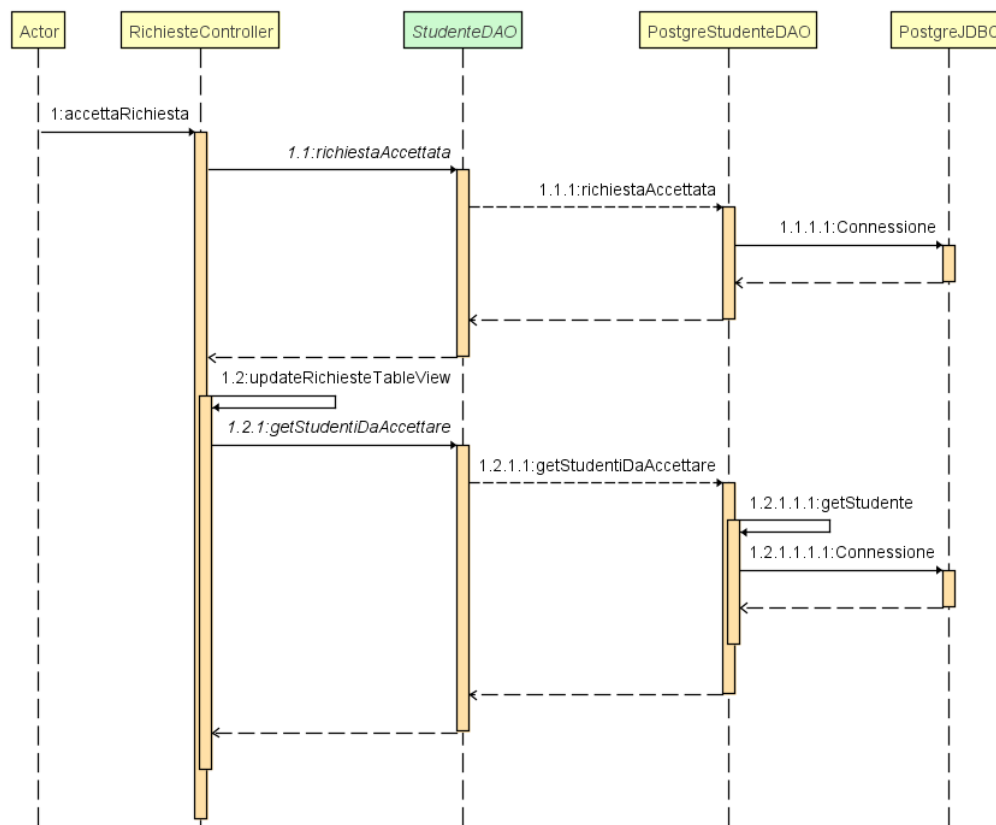 Actor
RichiesteController
StudenteDAO
PostgreStudenteDAO
PostgreJDBC
1:accettaRichiesta
1.1:richiestaAccettata
1.1.1:richiestaAccettata
1.1.1.1:Connessione
1.2:updateRichiesteTableView
1.2.1:getStudentiDaAccettare
1.2.1.1:getStudentiDaAccettare
1.2.1.1.1:getStudente
1.2.1.1.1.1:Connessione